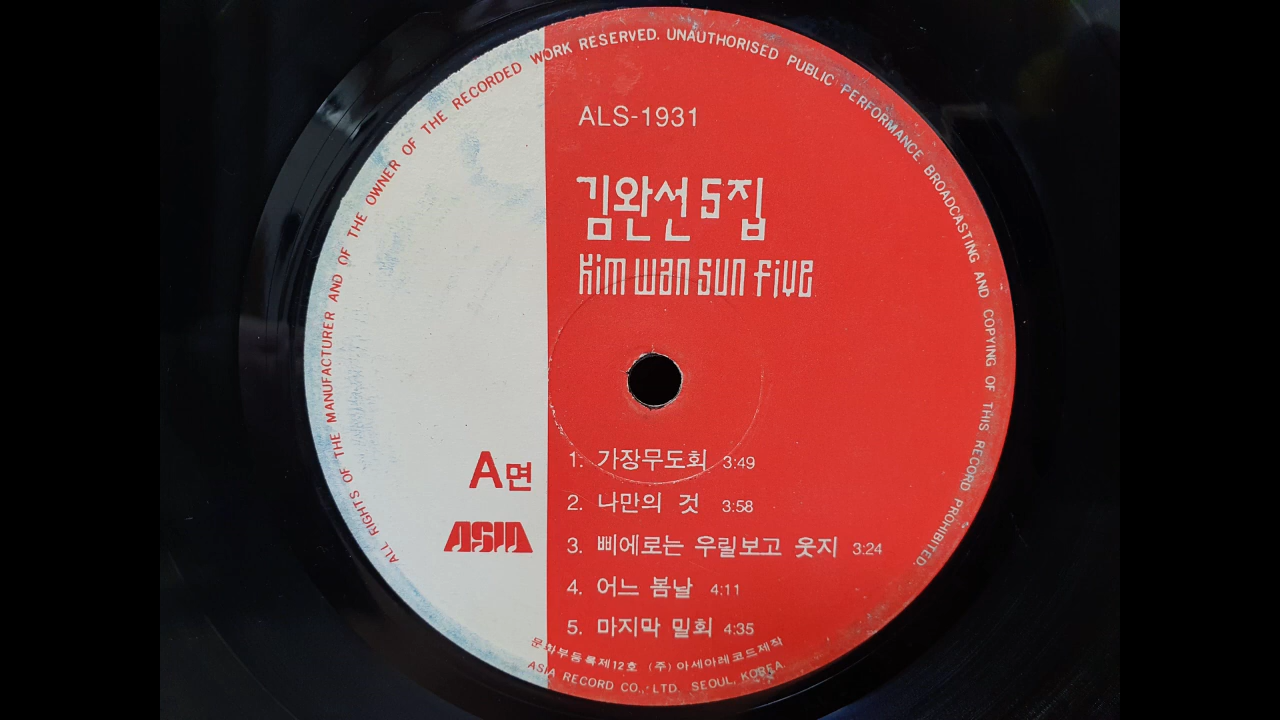 ALL RIGHTS OF THE MANUFACTURER AND OF THE OWNER OF THE RECORDED WORK RESERVED. UNAUTHORISED PUBLIC PERFORMANCE BROADCASTING AND COPYING OF THIS RECORD PROHIBITED.
ALS-1931
김완선 5집
Kim wan sun five
A면
ASIA
1. 가장무도회 3:49
2. 나만의 것 3:58
3. 삐에로는 우릴보고 웃지 3:24
4. 어느 봄날 4:11
5. 마지막 밀회 4:35
문화부등록제12호 (주)아세아레코드제작
ASIA RECORD CO., LTD. SEOUL, KOREA.